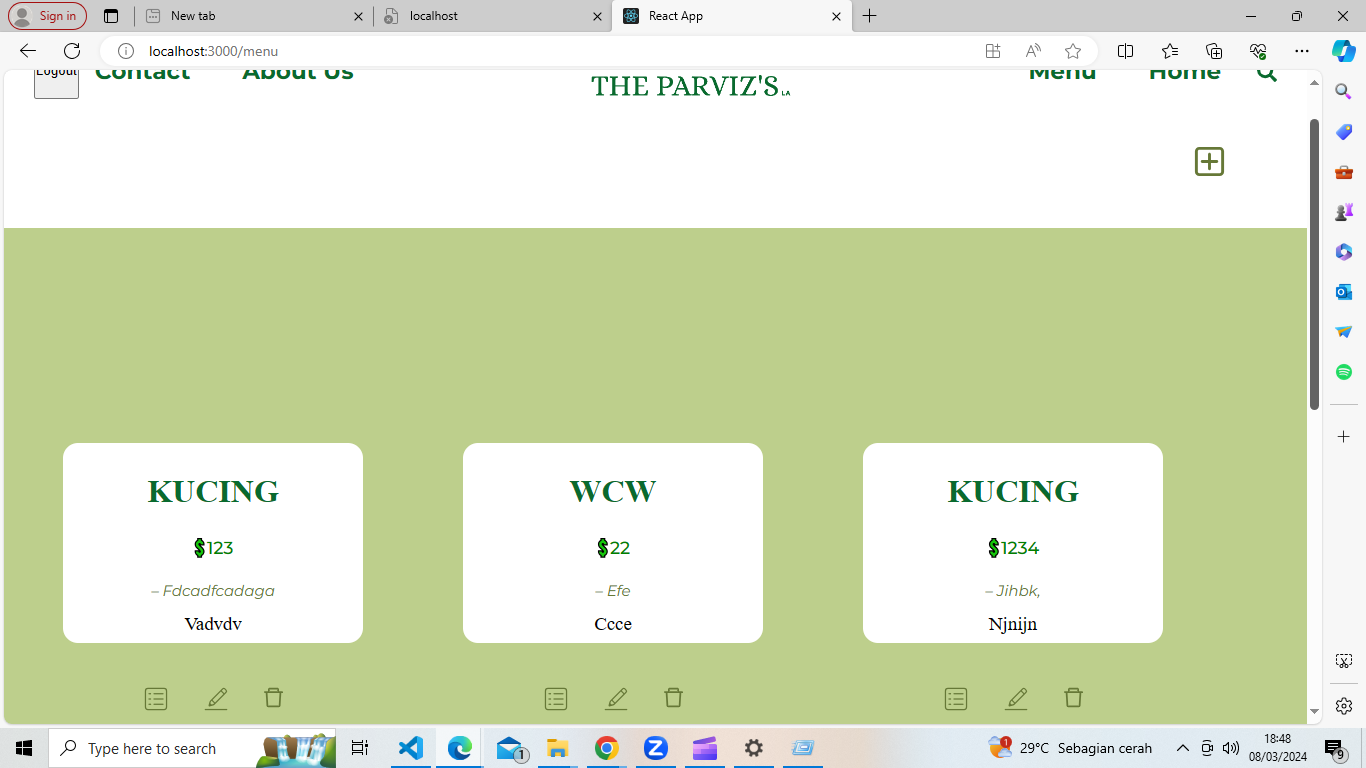 Sign in
New tab
localhost
React App
localhost:3000/menu
Logout Contact About Us THE PARVIZ'S LA Menu Home
KUCING
$123
– Fdcadfcadaga
Vadvdv
WCW
$22
– Efe
Ccce
KUCING
$1234
– Jihbk,
Njnijn
Type here to search
1
1
29°C Sebagian cerah
18:48
08/03/2024
9